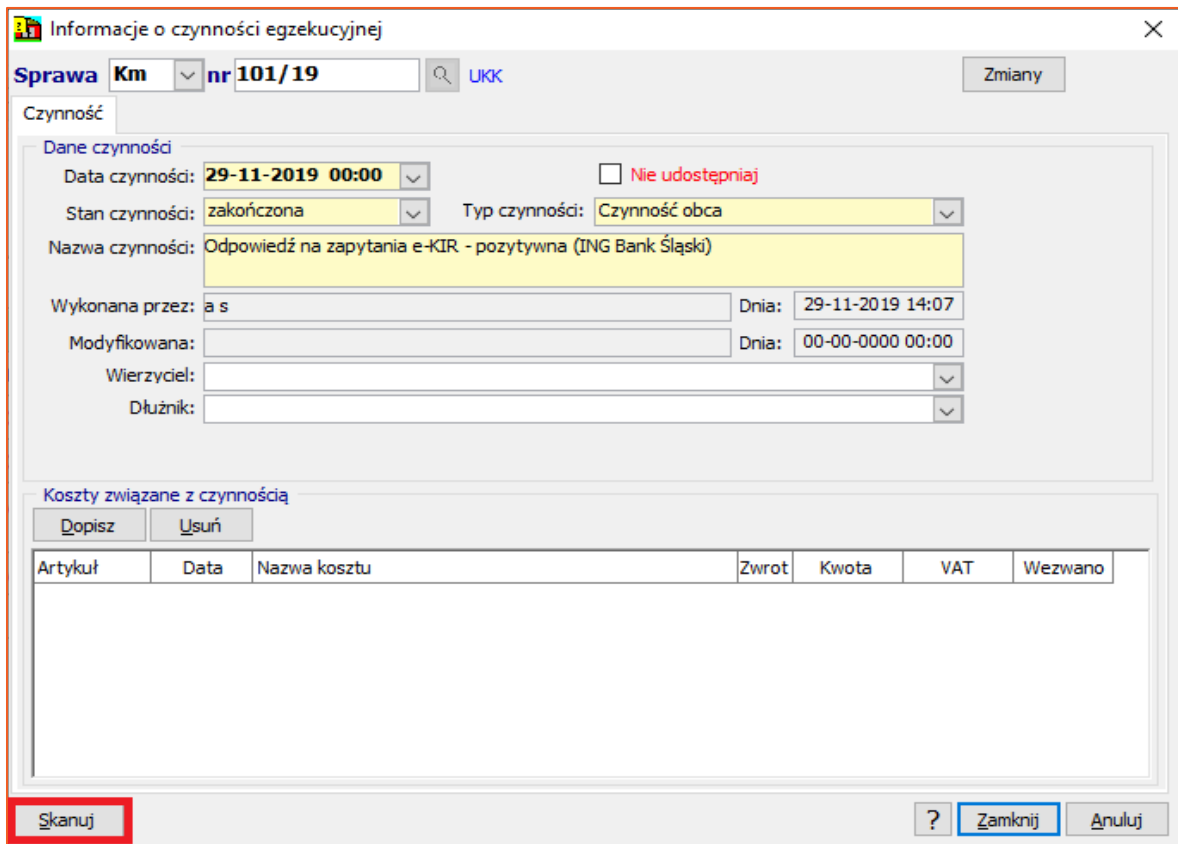 Informacje o czynności egzekucyjnej
Sprawa Km nr 101/19 UKK Zmiany
Czynność
Dane czynności
Data czynności: 29-11-2019 00:00 Nie udostępniaj
Stan czynności: zakończona Typ czynności: Czynność obca
Nazwa czynności: Odpowiedź na zapytania e-KIR - pozytywna (ING Bank Śląski)
Wykonana przez: a s Dnia: 29-11-2019 14:07
Modyfikowana: Dnia: 00-00-0000 00:00
Wierzyciel:
Dłużnik:
Koszty związane z czynnością
Dopisz Usuń
Artykuł Data Nazwa kosztu Zwrot Kwota VAT Wezwano
Skanuj ? Zamknij Anuluj